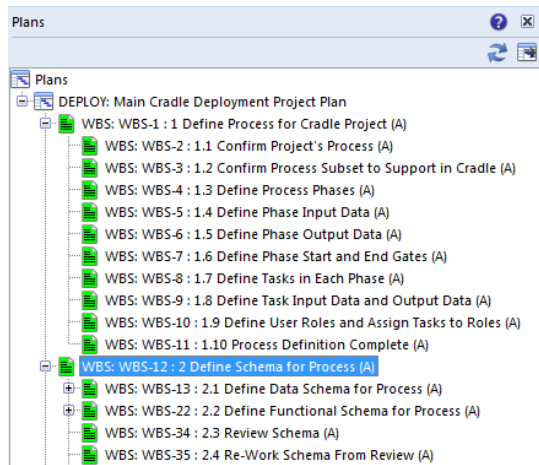 Plans
Plans
DEPLOY: Main Cradle Deployment Project Plan
WBS: WBS-1 : 1 Define Process for Cradle Project (A)
WBS: WBS-2 : 1.1 Confirm Project's Process (A)
WBS: WBS-3 : 1.2 Confirm Process Subset to Support in Cradle (A)
WBS: WBS-4 : 1.3 Define Process Phases (A)
WBS: WBS-5 : 1.4 Define Phase Input Data (A)
WBS: WBS-6 : 1.5 Define Phase Output Data (A)
WBS: WBS-7 : 1.6 Define Phase Start and End Gates (A)
WBS: WBS-8 : 1.7 Define Tasks in Each Phase (A)
WBS: WBS-9 : 1.8 Define Task Input Data and Output Data (A)
WBS: WBS-10 : 1.9 Define User Roles and Assign Tasks to Roles (A)
WBS: WBS-11 : 1.10 Process Definition Complete (A)
WBS: WBS-12 : 2 Define Schema for Process (A)
WBS: WBS-13 : 2.1 Define Data Schema for Process (A)
WBS: WBS-22 : 2.2 Define Functional Schema for Process (A)
WBS: WBS-34 : 2.3 Review Schema (A)
WBS: WBS-35 : 2.4 Re-Work Schema From Review (A)